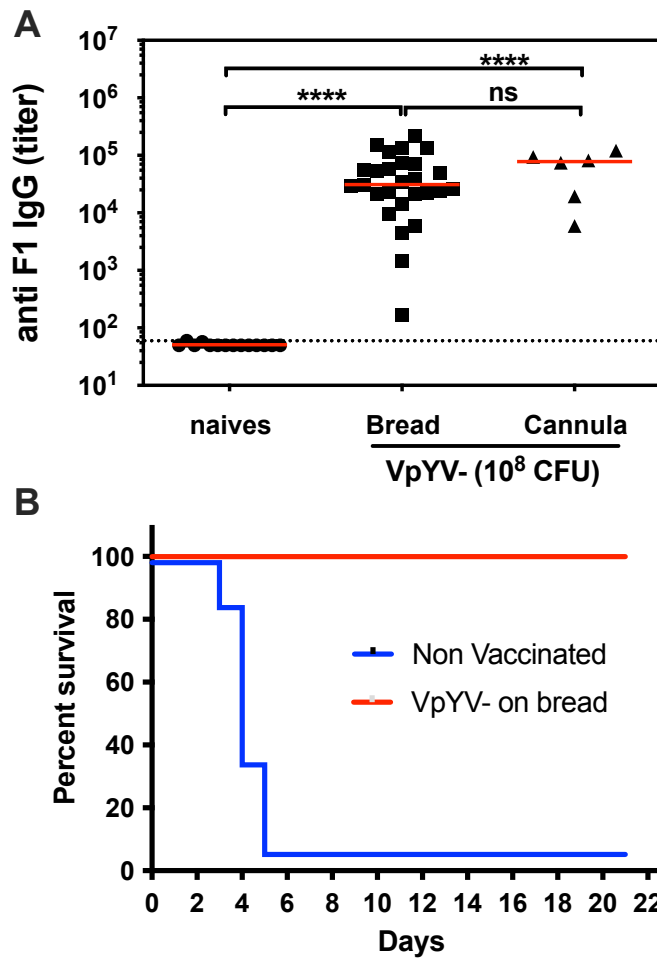 A
anti F1 IgG (titer)
10⁷
10⁶
10⁵
10⁴
10³
10²
10¹
****
****
ns
naives
Bread
Cannula
VpYV- (10⁸ CFU)
B
Percent survival
100
80
60
40
20
0
Non Vaccinated
VpYV- on bread
0 2 4 6 8 10 12 14 16 18 20 22
Days